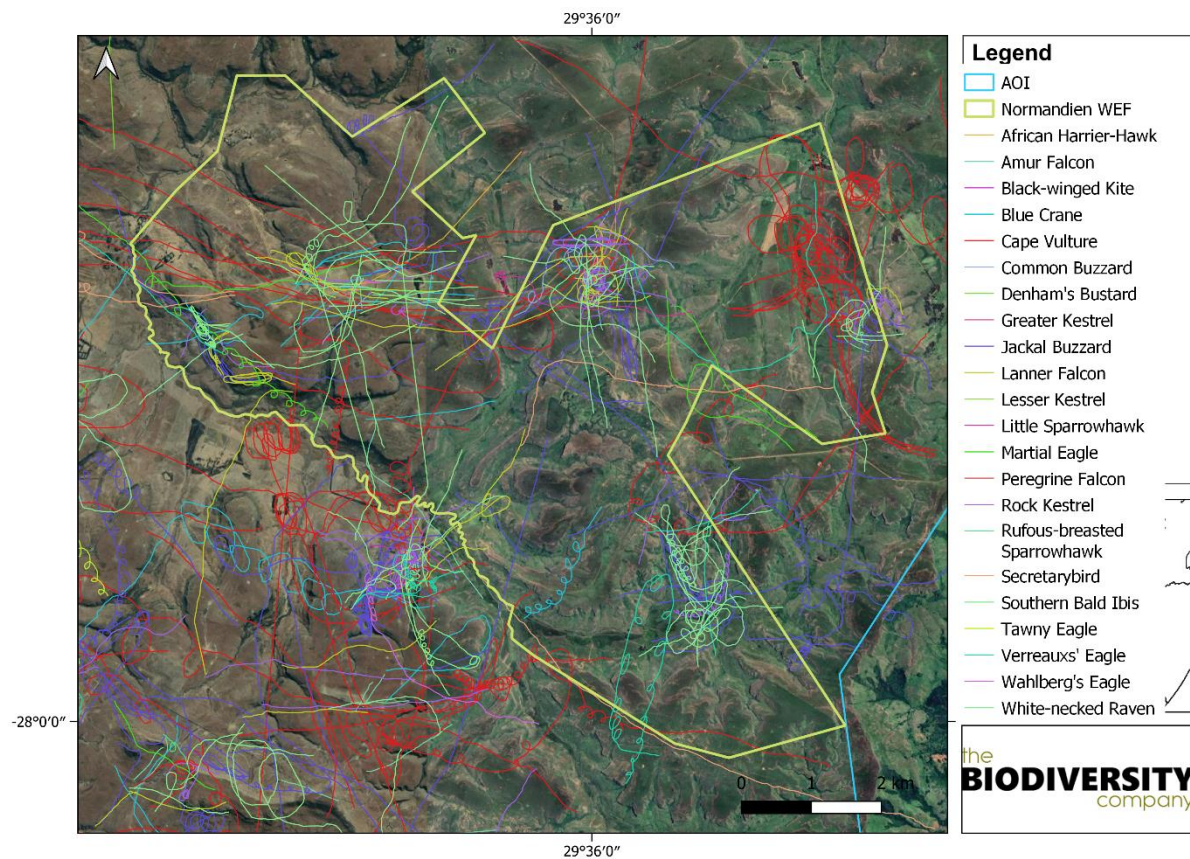 29°36'0"
Legend
AOI
Normandien WEF
African Harrier-Hawk
Amur Falcon
Black-winged Kite
Blue Crane
Cape Vulture
Common Buzzard
Denham's Bustard
Greater Kestrel
Jackal Buzzard
Lanner Falcon
Lesser Kestrel
Little Sparrowhawk
Martial Eagle
Peregrine Falcon
Rock Kestrel
Rufous-breasted
Sparrowhawk
Secretarybird
Southern Bald Ibis
Tawny Eagle
Verreauxs' Eagle
Wahlberg's Eagle
White-necked Raven
-28°0'0"
0 1 2 km
the
BIODIVERSITY
company
29°36'0"